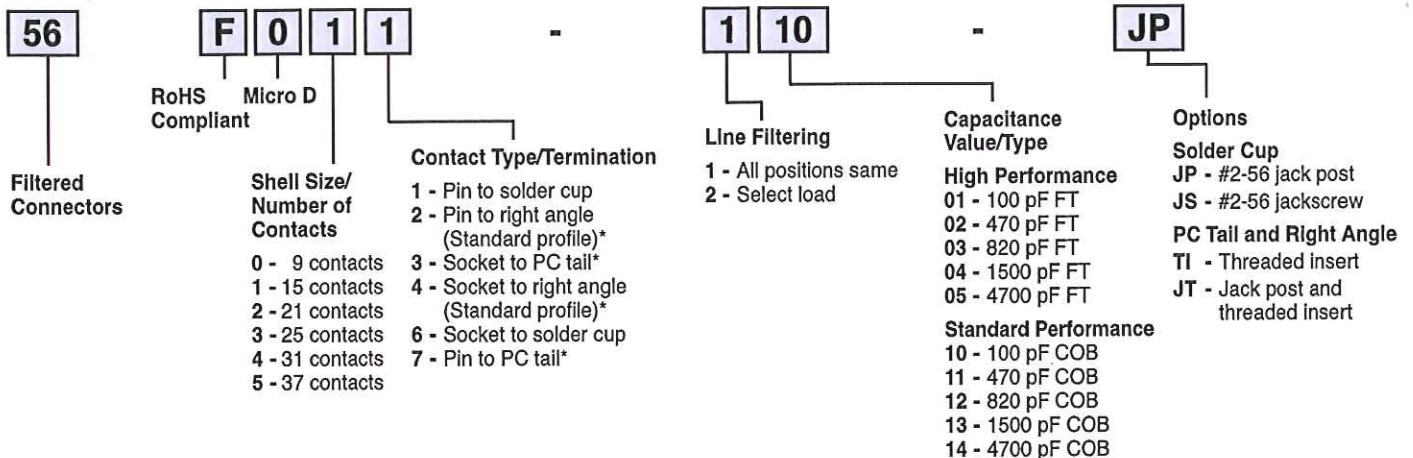 56 F 0 1 1 - 1 10 - JP
Filtered
Connectors
RoHS
Compliant
Micro D
Shell Size/
Number of
Contacts
0 - 9 contacts
1 - 15 contacts
2 - 21 contacts
3 - 25 contacts
4 - 31 contacts
5 - 37 contacts
Contact Type/Termination
1 - Pin to solder cup
2 - Pin to right angle
(Standard profile)*
3 - Socket to PC tail*
4 - Socket to right angle
(Standard profile)*
6 - Socket to solder cup
7 - Pin to PC tail*
Line Filtering
1 - All positions same
2 - Select load
Capacitance
Value/Type
High Performance
01 - 100 pF FT
02 - 470 pF FT
03 - 820 pF FT
04 - 1500 pF FT
05 - 4700 pF FT
Standard Performance
10 - 100 pF COB
11 - 470 pF COB
12 - 820 pF COB
13 - 1500 pF COB
14 - 4700 pF COB
Options
Solder Cup
JP - #2-56 jack post
JS - #2-56 jackscrew
PC Tail and Right Angle
TI - Threaded insert
JT - Jack post and
threaded insert